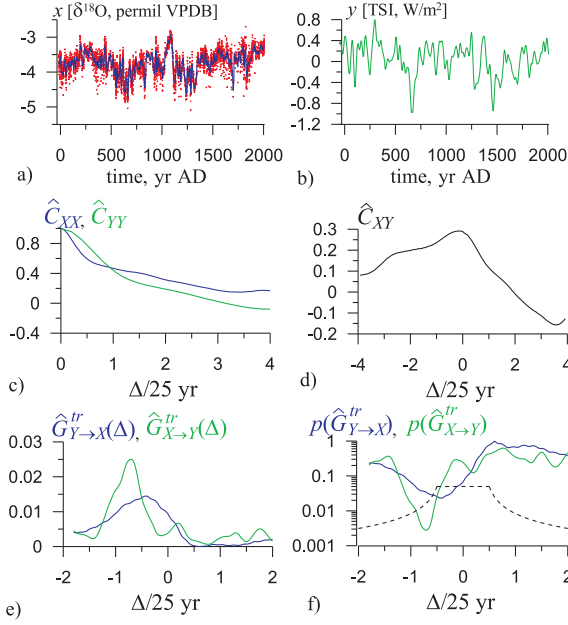 x [δ¹⁸O, permil VPDB]
-3
-4
-5
0 500 1000 1500 2000
time, yr AD
a)
y [TSI, W/m²]
0.8
0.4
0
-0.4
-0.8
-1.2
0 500 1000 1500 2000
time, yr AD
b)
Ĉ_XX, Ĉ_YY
0.8
0.4
0
-0.4
0 1 2 3 4
Δ/25 yr
c)
Ĉ_XY
0.3
0.2
0.1
0
-0.1
-0.2
-4 -2 0 2 4
Δ/25 yr
d)
Ĝ^tr_Y→X(Δ), Ĝ^tr_X→Y(Δ)
0.03
0.02
0.01
0
-2 -1 0 1 2
Δ/25 yr
e)
p(Ĝ^tr_Y→X), p(Ĝ^tr_X→Y)
1
0.1
0.01
0.001
-2 -1 0 1 2
Δ/25 yr
f)